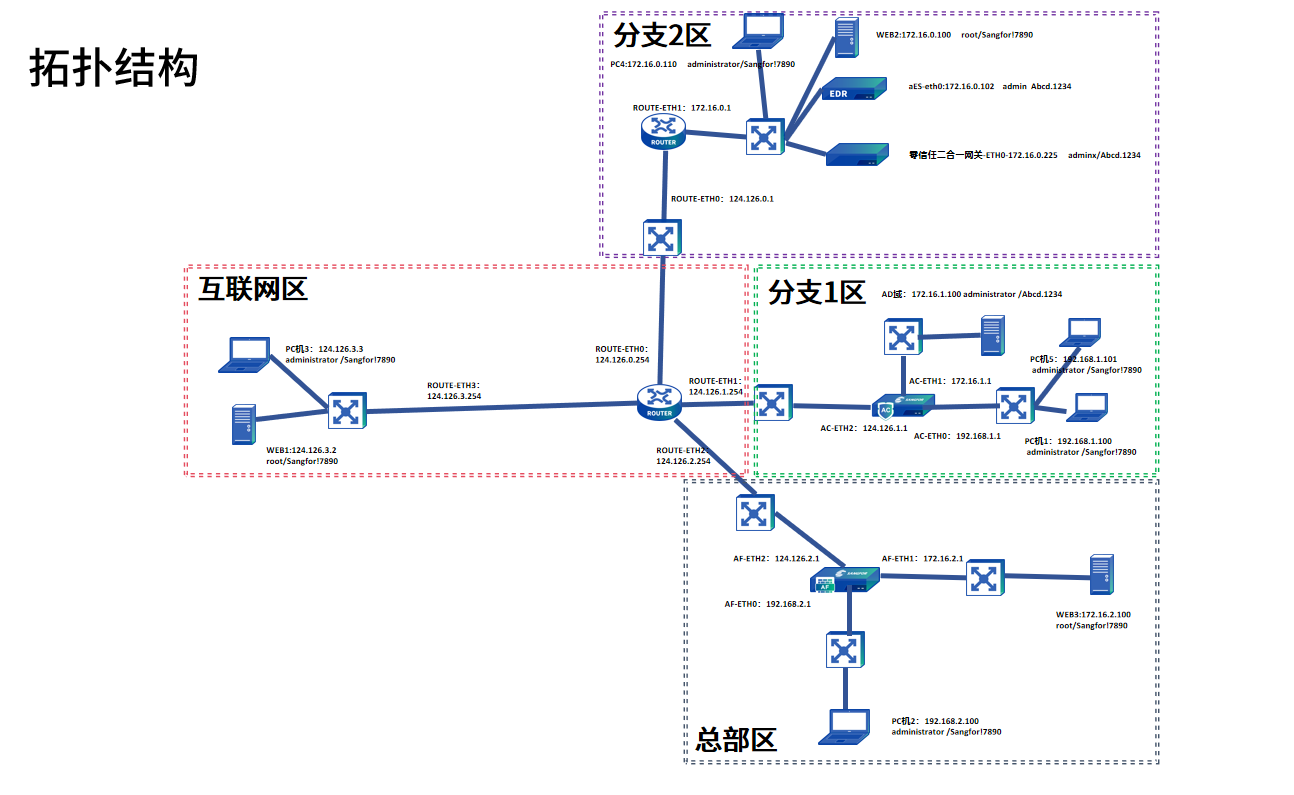 拓扑结构
分支2区
WEB2:172.16.0.100 root/Sangfor!7890
PC4:172.16.0.110 administrator/Sangfor!7890
EDR
aES-eth0:172.16.0.102 admin Abcd.1234
ROUTE-ETH1：172.16.0.1
ROUTER
零信任二合一网关-ETH0-172.16.0.225 adminx/Abcd.1234
ROUTE-ETH0：124.126.0.1
互联网区
PC机3：124.126.3.3
administrator /Sangfor!7890
ROUTE-ETH3：
124.126.3.254
WEB1:124.126.3.2
root/Sangfor!7890
ROUTE-ETH0：
124.126.0.254
ROUTE-ETH1：
124.126.1.254
ROUTER
ROUTE-ETH2：
124.126.2.254
分支1区
AD域：172.16.1.100 administrator /Abcd.1234
PC机5：192.168.1.101
administrator /Sangfor!7890
AC-ETH1：172.16.1.1
SANGFOR
AC
AC-ETH2：124.126.1.1
AC-ETH0：192.168.1.1
PC机1：192.168.1.100
administrator /Sangfor!7890
AF-ETH2：124.126.2.1
AF-ETH1：172.16.2.1
SANGFOR
AF
AF-ETH0：192.168.2.1
WEB3:172.16.2.100
root/Sangfor!7890
总部区
PC机2：192.168.2.100
administrator /Sangfor!7890